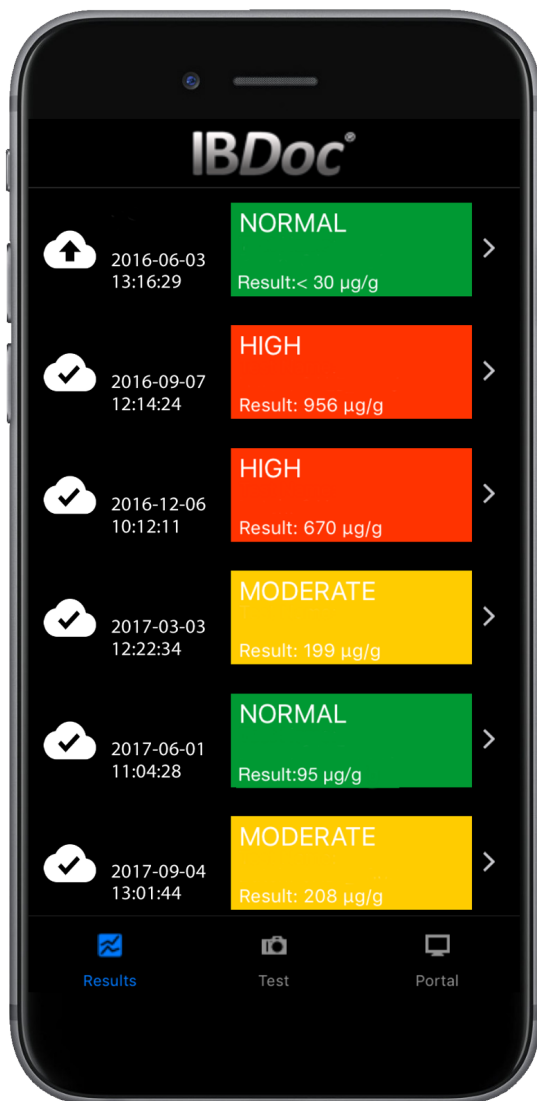 IBDoc®
NORMAL
2016-06-03
13:16:29
Result:< 30 µg/g
HIGH
2016-09-07
12:14:24
Result: 956 µg/g
HIGH
2016-12-06
10:12:11
Result: 670 µg/g
MODERATE
2017-03-03
12:22:34
Result: 199 µg/g
NORMAL
2017-06-01
11:04:28
Result:95 µg/g
MODERATE
2017-09-04
13:01:44
Result: 208 µg/g
Results
Test
Portal